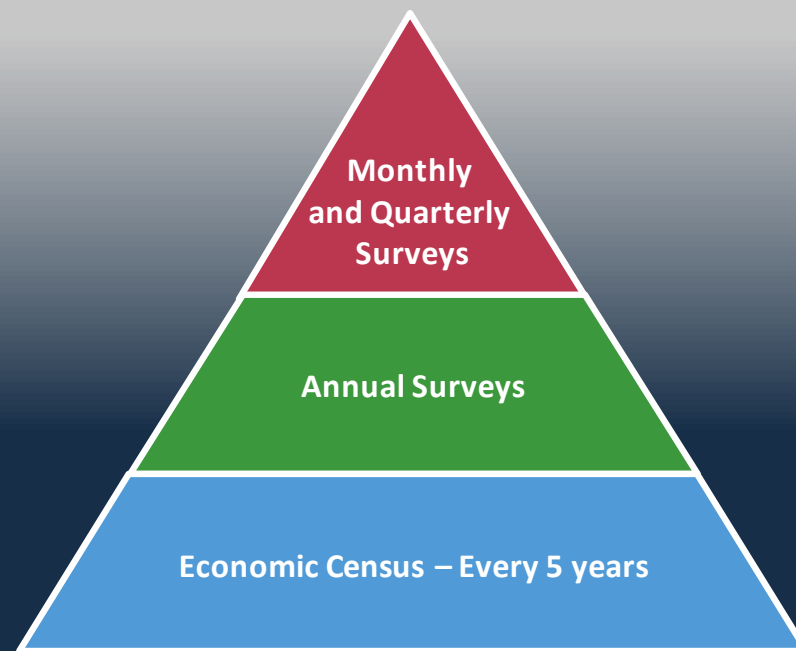 Monthly
and Quarterly
Surveys
Annual Surveys
Economic Census – Every 5 years